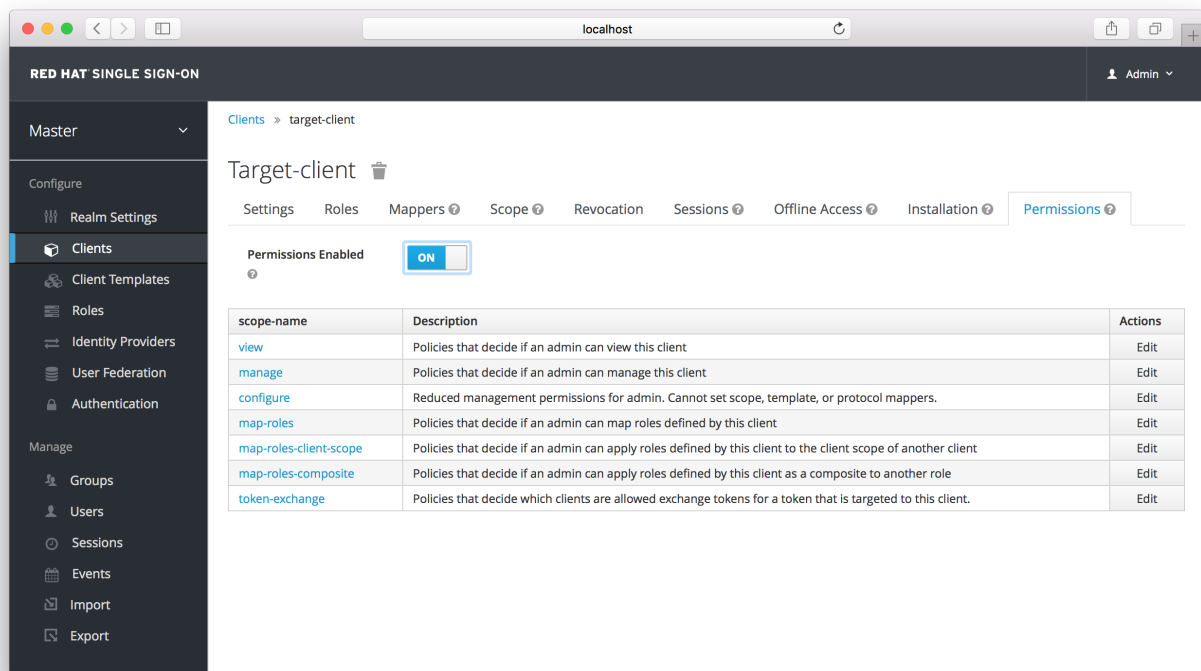 localhost
RED HAT SINGLE SIGN-ON
Admin
Master
Clients » target-client
Target-client
Settings Roles Mappers Scope Revocation Sessions Offline Access Installation Permissions
Permissions Enabled
ON
scope-name Description Actions
view Policies that decide if an admin can view this client Edit
manage Policies that decide if an admin can manage this client Edit
configure Reduced management permissions for admin. Cannot set scope, template, or protocol mappers. Edit
map-roles Policies that decide if an admin can map roles defined by this client Edit
map-roles-client-scope Policies that decide if an admin can apply roles defined by this client to the client scope of another client Edit
map-roles-composite Policies that decide if an admin can apply roles defined by this client as a composite to another role Edit
token-exchange Policies that decide which clients are allowed exchange tokens for a token that is targeted to this client. Edit
Configure
Realm Settings
Clients
Client Templates
Roles
Identity Providers
User Federation
Authentication
Manage
Groups
Users
Sessions
Events
Import
Export